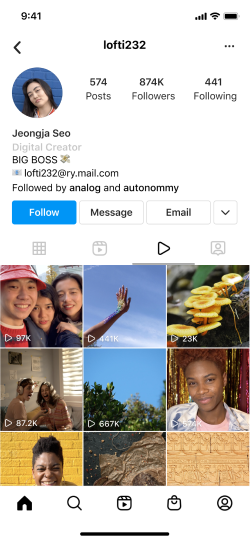 9:41
lofti232
574 874K 441
Posts Followers Following
Jeongja Seo
Digital Creator
BIG BOSS 💸
📧 lofti232@ry.mail.com
Followed by analog and autonommy
Follow Message Email
97K 441K 23K
87.2K 667K